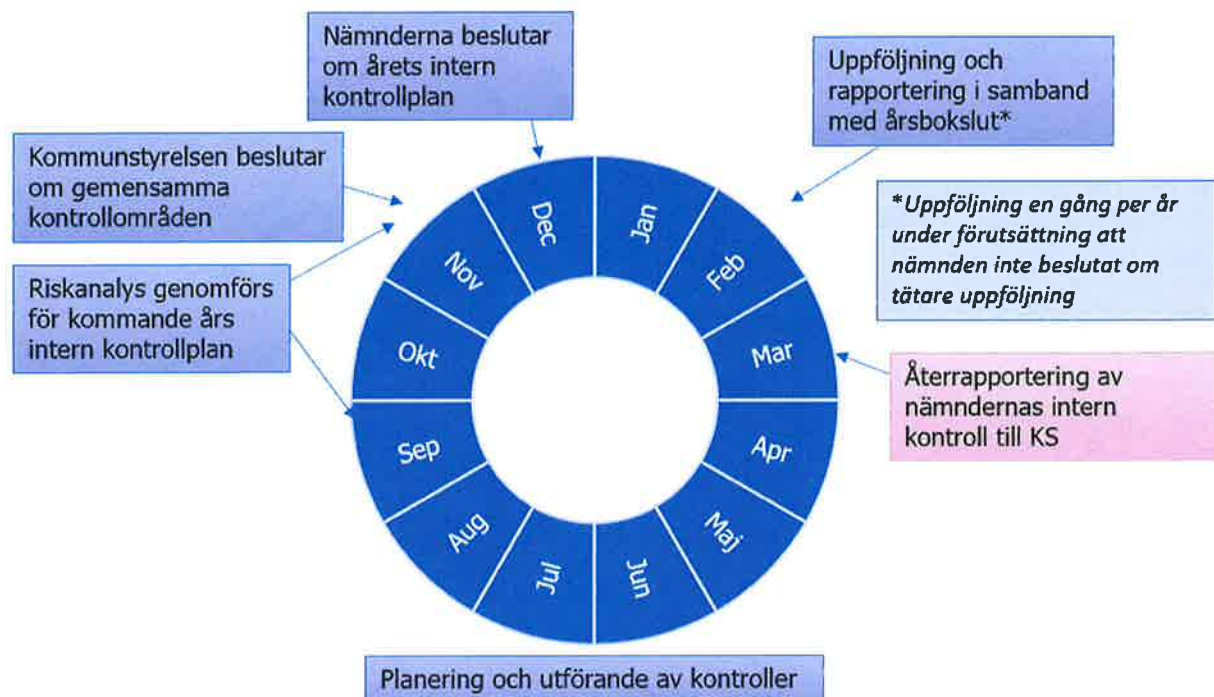 Nämnderna beslutar
om årets intern
kontrollplan
Uppföljning och
rapportering i samband
med årsbokslut*
Kommunstyrelsen beslutar
om gemensamma
kontrollområden
*Uppföljning en gång per år
under förutsättning att
nämnden inte beslutat om
tätare uppföljning
Riskanalys genomförs
för kommande års
intern kontrollplan
Återrapportering av
nämndernas intern
kontroll till KS
Jan
Feb
Mar
Apr
Maj
Jun
Jul
Aug
Sep
Okt
Nov
Dec
Planering och utförande av kontroller